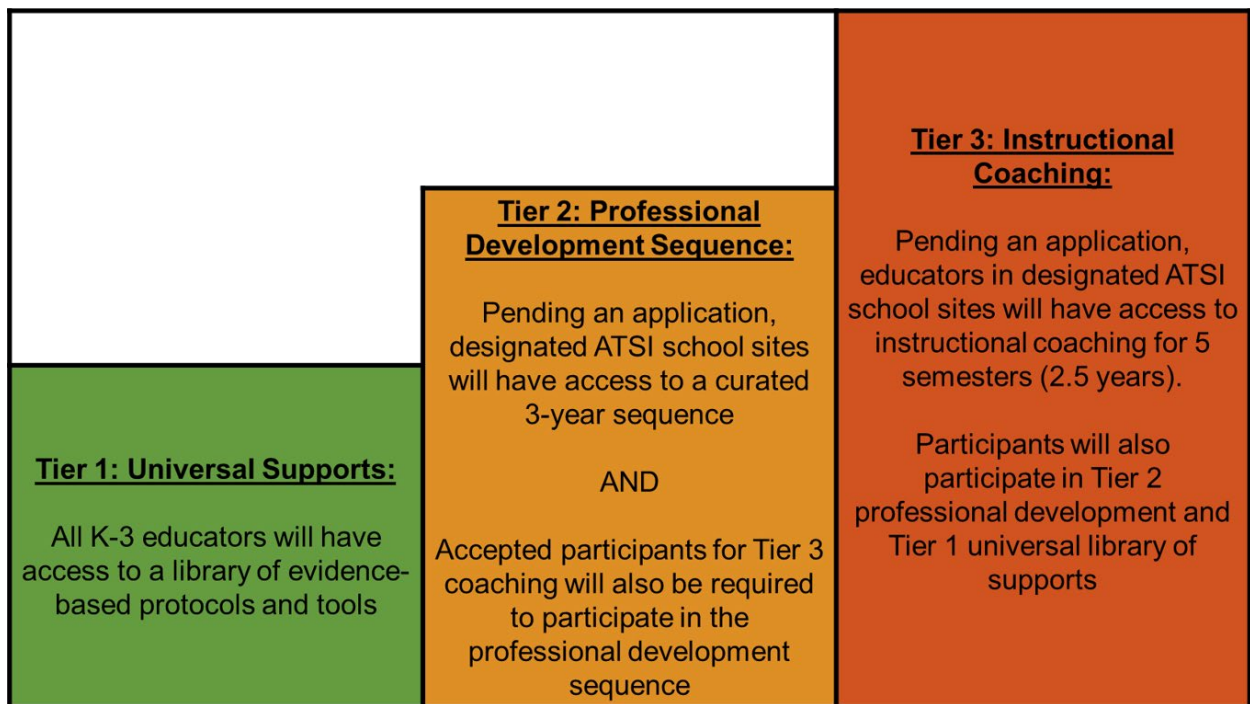 Tier 1: Universal Supports:
All K-3 educators will have
access to a library of evidence-
based protocols and tools
Tier 2: Professional
Development Sequence:
Pending an application,
designated ATSI school sites
will have access to a curated
3-year sequence
AND
Accepted participants for Tier 3
coaching will also be required
to participate in the
professional development
sequence
Tier 3: Instructional
Coaching:
Pending an application,
educators in designated ATSI
school sites will have access to
instructional coaching for 5
semesters (2.5 years).
Participants will also
participate in Tier 2
professional development and
Tier 1 universal library of
supports